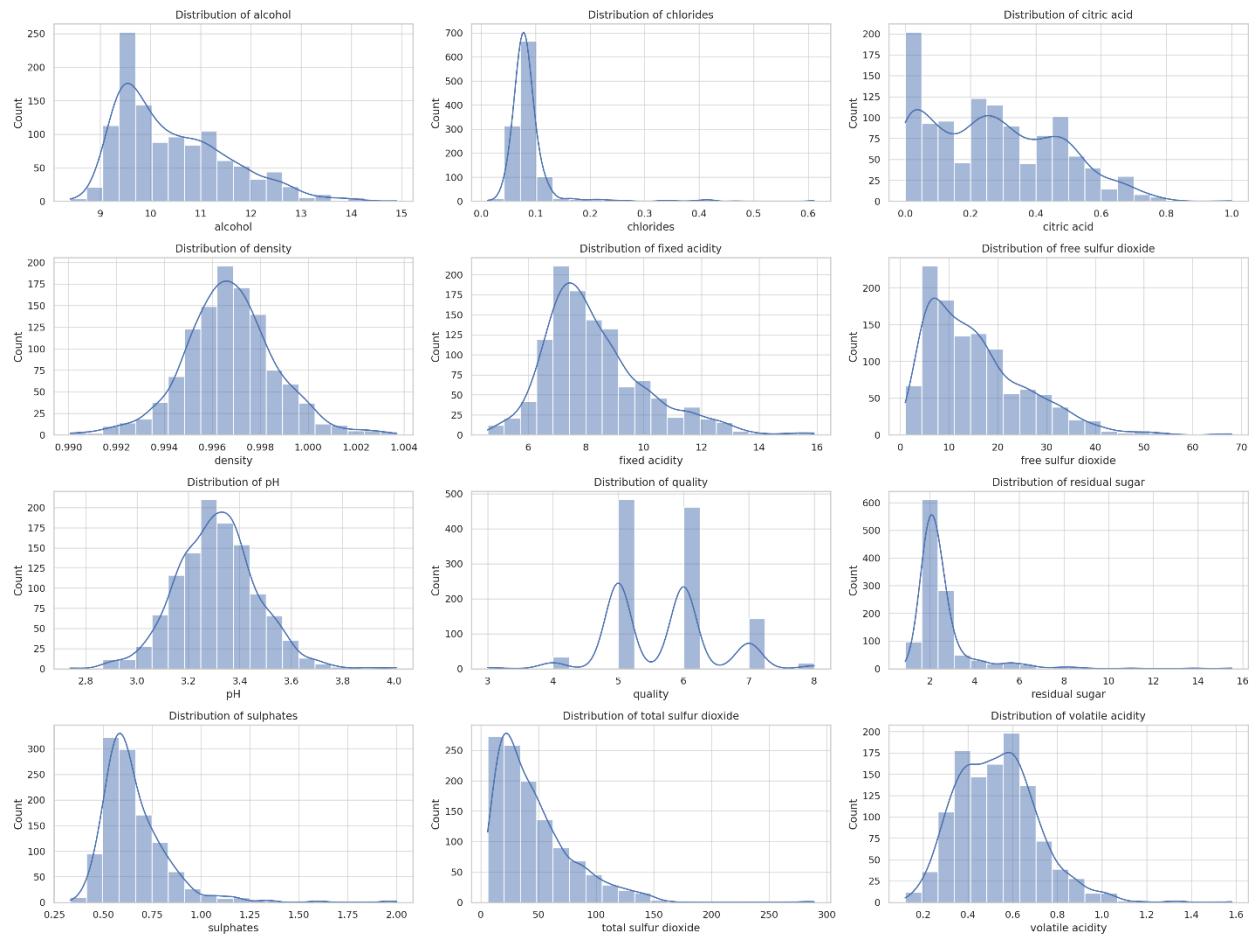 Distribution of alcohol
Count
250
200
150
100
50
0
9 10 11 12 13 14 15
alcohol
Distribution of chlorides
Count
700
600
500
400
300
200
100
0
0.0 0.1 0.2 0.3 0.4 0.5 0.6
chlorides
Distribution of citric acid
Count
200
175
150
125
100
75
50
25
0
0.0 0.2 0.4 0.6 0.8 1.0
citric acid
Distribution of density
Count
200
175
150
125
100
75
50
25
0
0.990 0.992 0.994 0.996 0.998 1.000 1.002 1.004
density
Distribution of fixed acidity
Count
200
175
150
125
100
75
50
25
0
6 8 10 12 14 16
fixed acidity
Distribution of free sulfur dioxide
Count
200
150
100
50
0
0 10 20 30 40 50 60 70
free sulfur dioxide
Distribution of pH
Count
200
175
150
125
100
75
50
25
0
2.8 3.0 3.2 3.4 3.6 3.8 4.0
pH
Distribution of quality
Count
500
400
300
200
100
0
3 4 5 6 7 8
quality
Distribution of residual sugar
Count
600
500
400
300
200
100
0
2 4 6 8 10 12 14 16
residual sugar
Distribution of sulphates
Count
300
250
200
150
100
50
0
0.25 0.50 0.75 1.00 1.25 1.50 1.75 2.00
sulphates
Distribution of total sulfur dioxide
Count
250
200
150
100
50
0
0 50 100 150 200 250 300
total sulfur dioxide
Distribution of volatile acidity
Count
200
175
150
125
100
75
50
25
0
0.2 0.4 0.6 0.8 1.0 1.2 1.4 1.6
volatile acidity